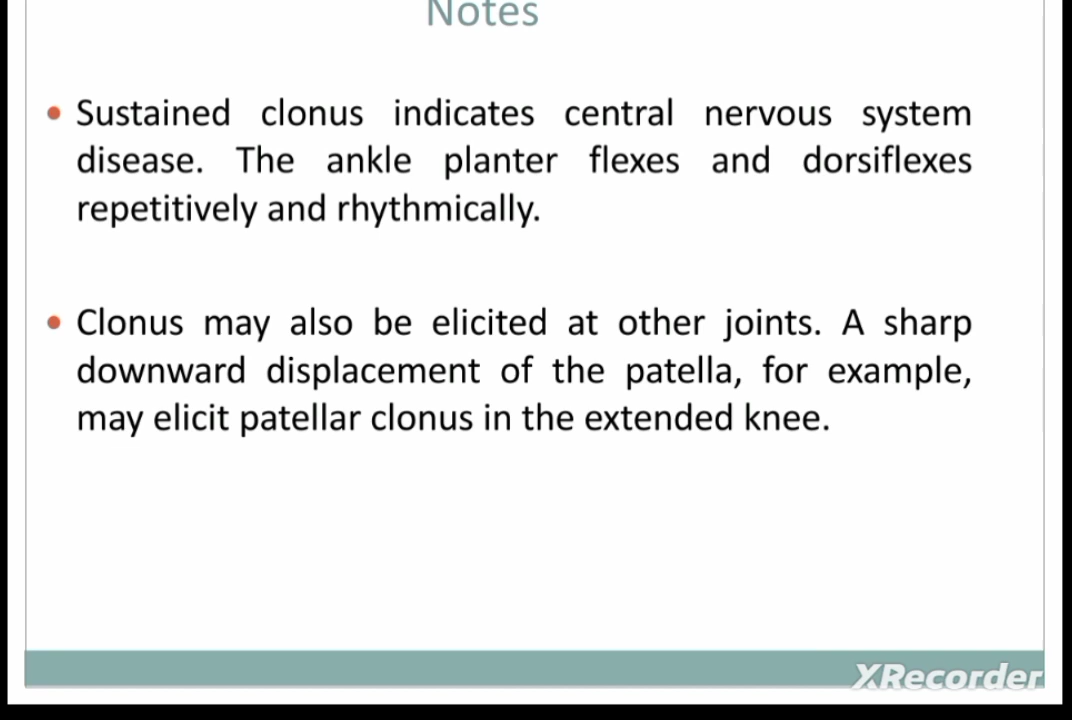 Notes
Sustained clonus indicates central nervous system
disease. The ankle planter flexes and dorsiflexes
repetitively and rhythmically.
Clonus may also be elicited at other joints. A sharp
downward displacement of the patella, for example,
may elicit patellar clonus in the extended knee.
XRecorder